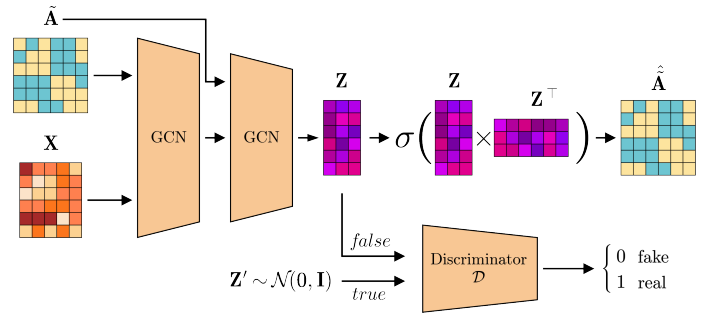 Ã
X
GCN
GCN
Z
σ(
Z
×
Z⊤
)
Ẫ
false
Z′ ∼ 𝒩(0, I)
true
Discriminator
𝒟
{
0 fake
1 real